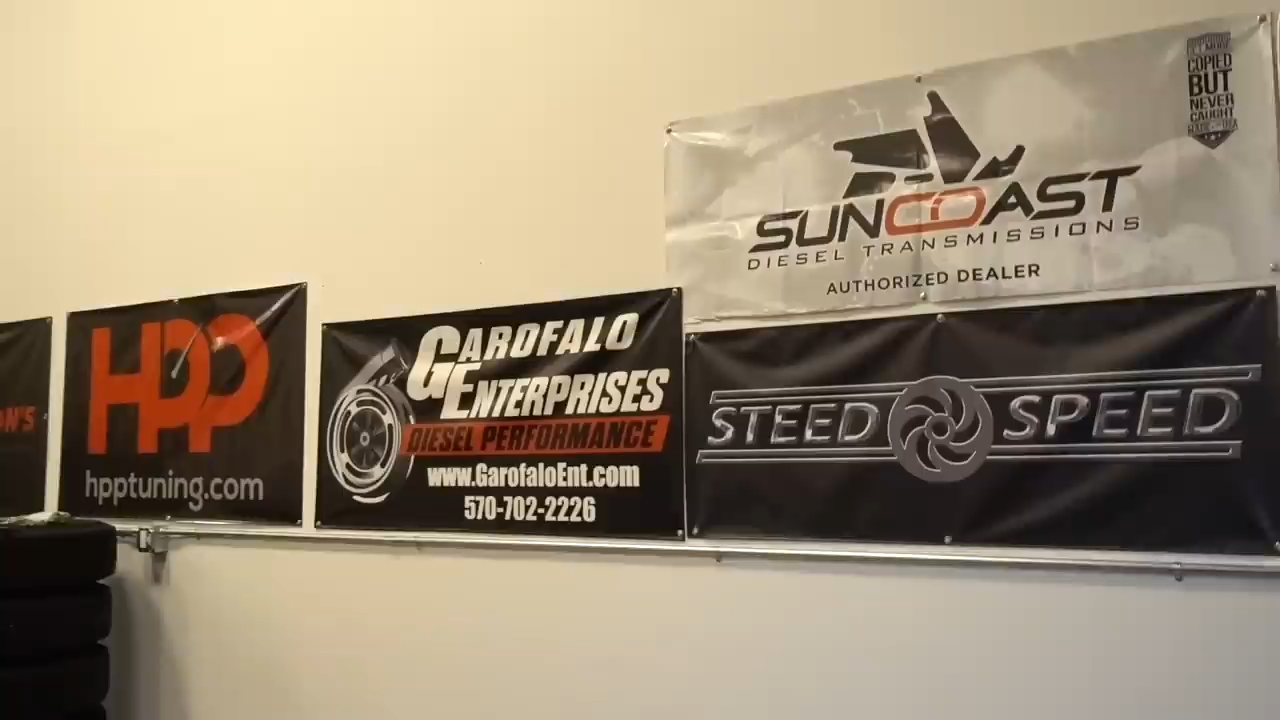 HPP
hpptuning.com
GAROFALO
ENTERPRISES
DIESEL PERFORMANCE
www.GarofaloEnt.com
570-702-2226
COPIED
BUT
NEVER
CAUGHT
SUNCOAST
DIESEL TRANSMISSIONS
AUTHORIZED DEALER
STEED SPEED